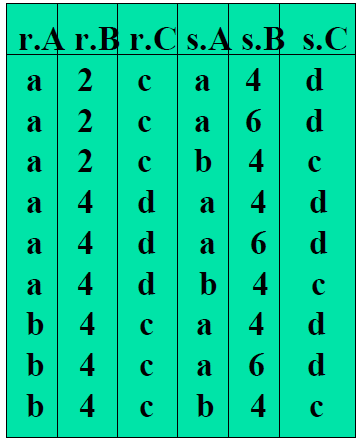 r.A r.B r.C s.A s.B s.C
a 2 c a 4 d
a 2 c a 6 d
a 2 c b 4 c
a 4 d a 4 d
a 4 d a 6 d
a 4 d b 4 c
b 4 c a 4 d
b 4 c a 6 d
b 4 c b 4 c